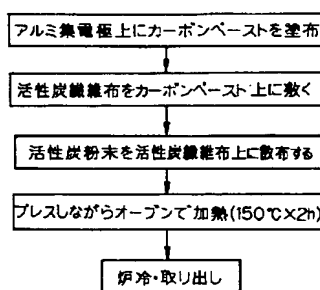 アルミ集電極上にカーボンペーストを塗布
活性炭繊維布をカーボンペースト上に敷く
活性炭粉末を活性炭繊維布上に散布する
プレスしながらオーブンで加熱(150℃×2h)
炉冷・取り出し